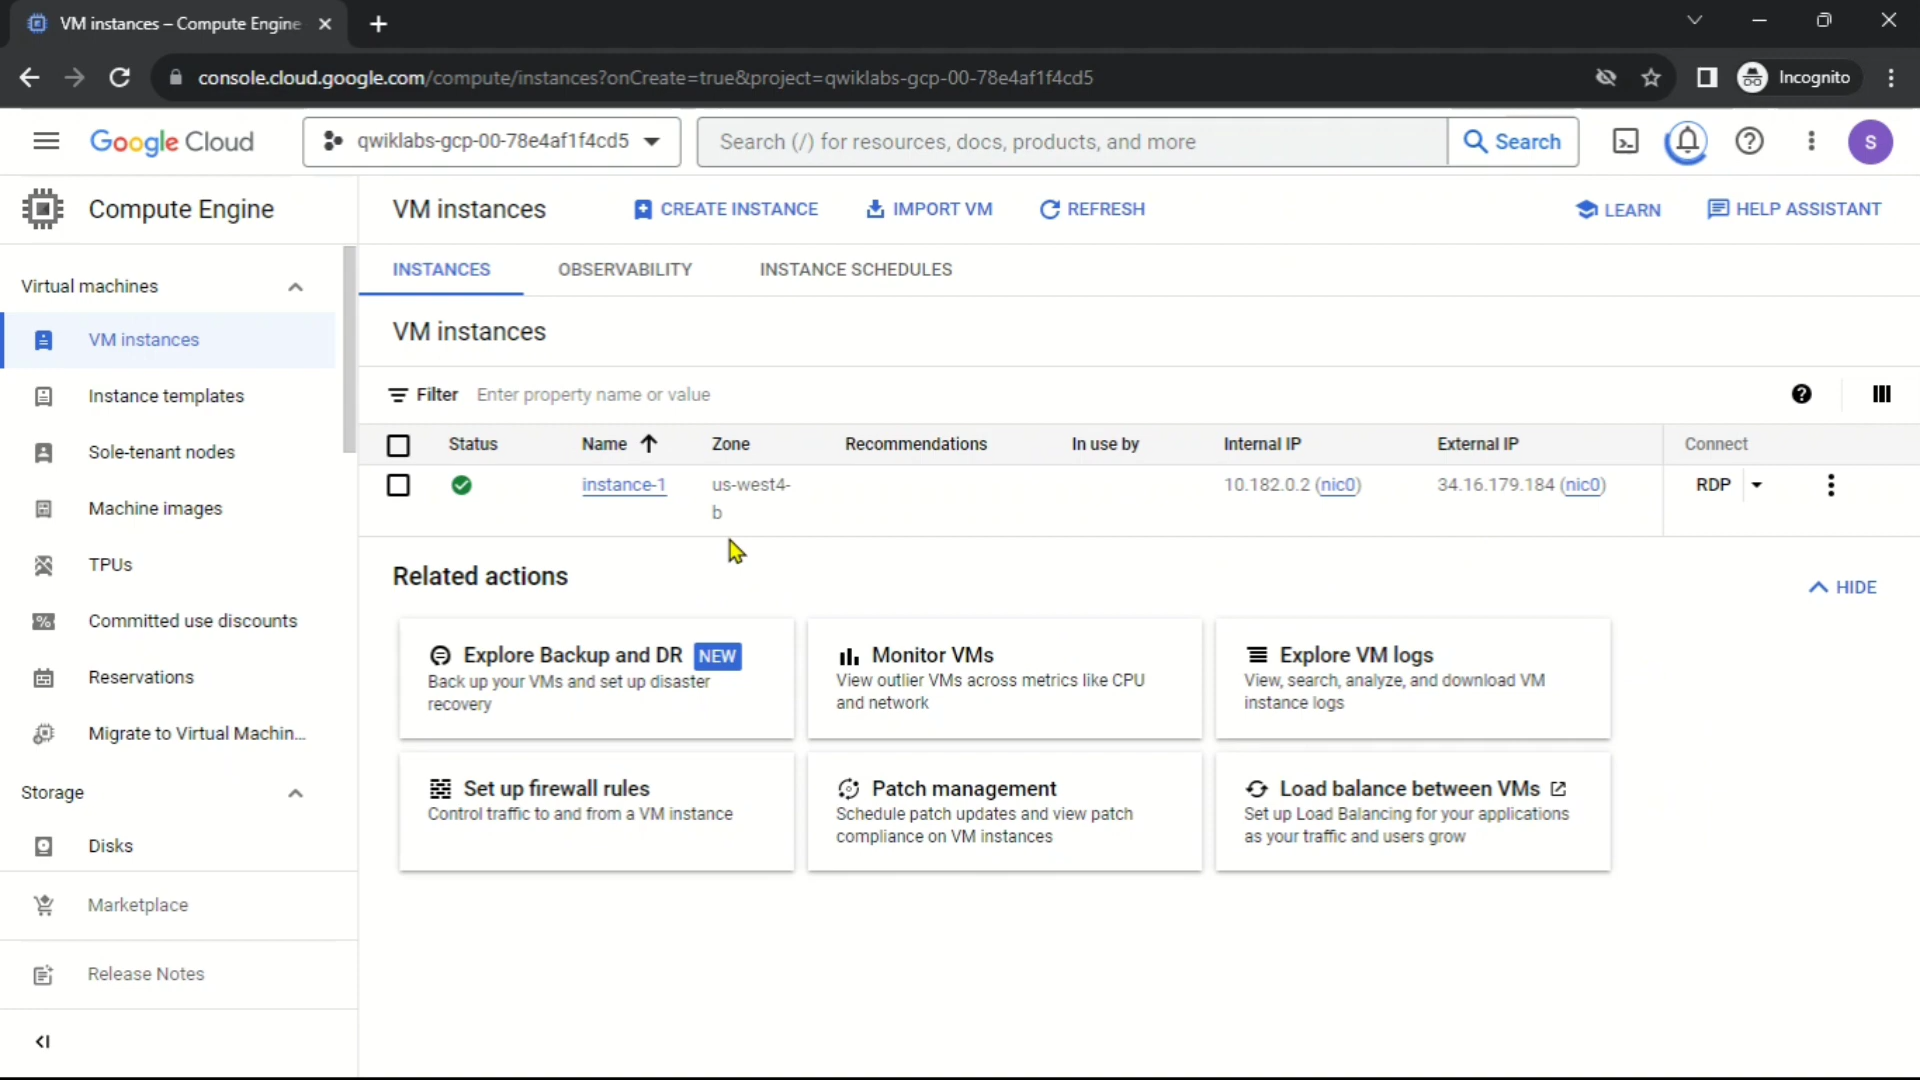 VM instances – Compute Engine
console.cloud.google.com/compute/instances?onCreate=true&project=qwiklabs-gcp-00-78e4af1f4cd5
Incognito
Google Cloud
qwiklabs-gcp-00-78e4af1f4cd5
Search (/) for resources, docs, products, and more
Search
S
Compute Engine
VM instances
CREATE INSTANCE
IMPORT VM
REFRESH
LEARN
HELP ASSISTANT
Virtual machines
VM instances
Instance templates
Sole-tenant nodes
Machine images
TPUs
Committed use discounts
Reservations
Migrate to Virtual Machin...
Storage
Disks
Marketplace
Release Notes
INSTANCES
OBSERVABILITY
INSTANCE SCHEDULES
VM instances
Filter Enter property name or value
Status Name Zone Recommendations In use by Internal IP External IP Connect
instance-1 us-west4- 10.182.0.2 (nic0) 34.16.179.184 (nic0) RDP
b
Related actions
HIDE
Explore Backup and DR NEW
Back up your VMs and set up disaster
recovery
Monitor VMs
View outlier VMs across metrics like CPU
and network
Explore VM logs
View, search, analyze, and download VM
instance logs
Set up firewall rules
Control traffic to and from a VM instance
Patch management
Schedule patch updates and view patch
compliance on VM instances
Load balance between VMs
Set up Load Balancing for your applications
as your traffic and users grow